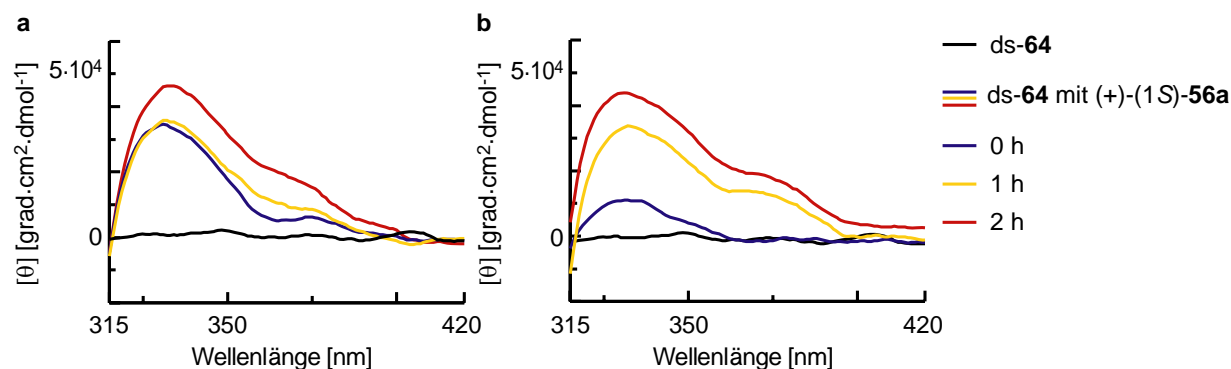 a
5·10⁴
0
[θ] [grad.cm²·dmol⁻¹]
315 350 420
Wellenlänge [nm]
b
5·10⁴
0
[θ] [grad.cm²·dmol⁻¹]
315 350 420
Wellenlänge [nm]
ds-64
ds-64 mit (+)-(1S)-56a
0 h
1 h
2 h